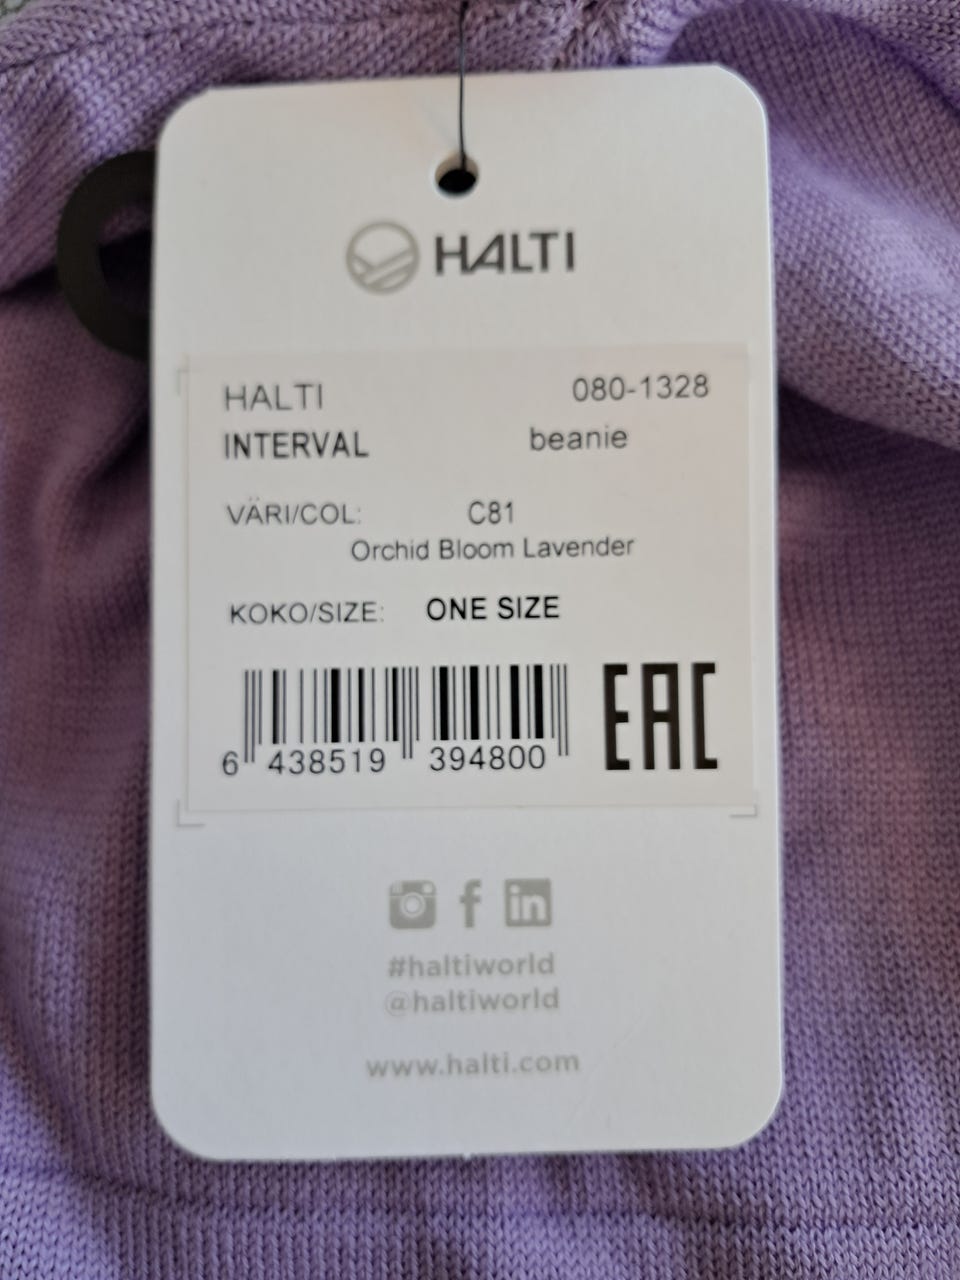 HALTI
HALTI 080-1328
INTERVAL beanie
VÄRI/COL: C81
Orchid Bloom Lavender
KOKO/SIZE: ONE SIZE
6 438519 394800
EAC
#haltiworld
@haltiworld
www.halti.com